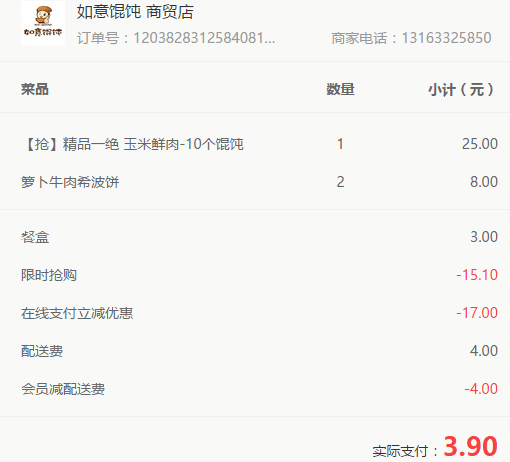 如意馄饨 商贸店
如意馄饨
订单号：1203828312584081... 商家电话：13163325850
菜品 数量 小计（元）
【抢】精品一绝 玉米鲜肉-10个馄饨 1 25.00
箩卜牛肉希波饼 2 8.00
餐盒 3.00
限时抢购 -15.10
在线支付立减优惠 -17.00
配送费 4.00
会员减配送费 -4.00
实际支付：3.90